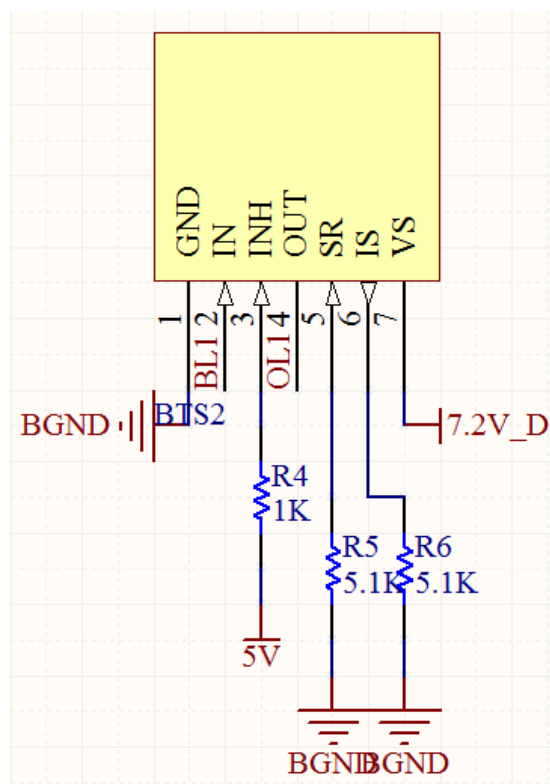 GND
IN
INH
OUT
SR
IS
VS
1
2
3
4
5
6
7
BL1
OL1
BGND
BTS2
7.2V_D
R4
1K
R5
5.1K
R6
5.1K
5V
BGND
BGND